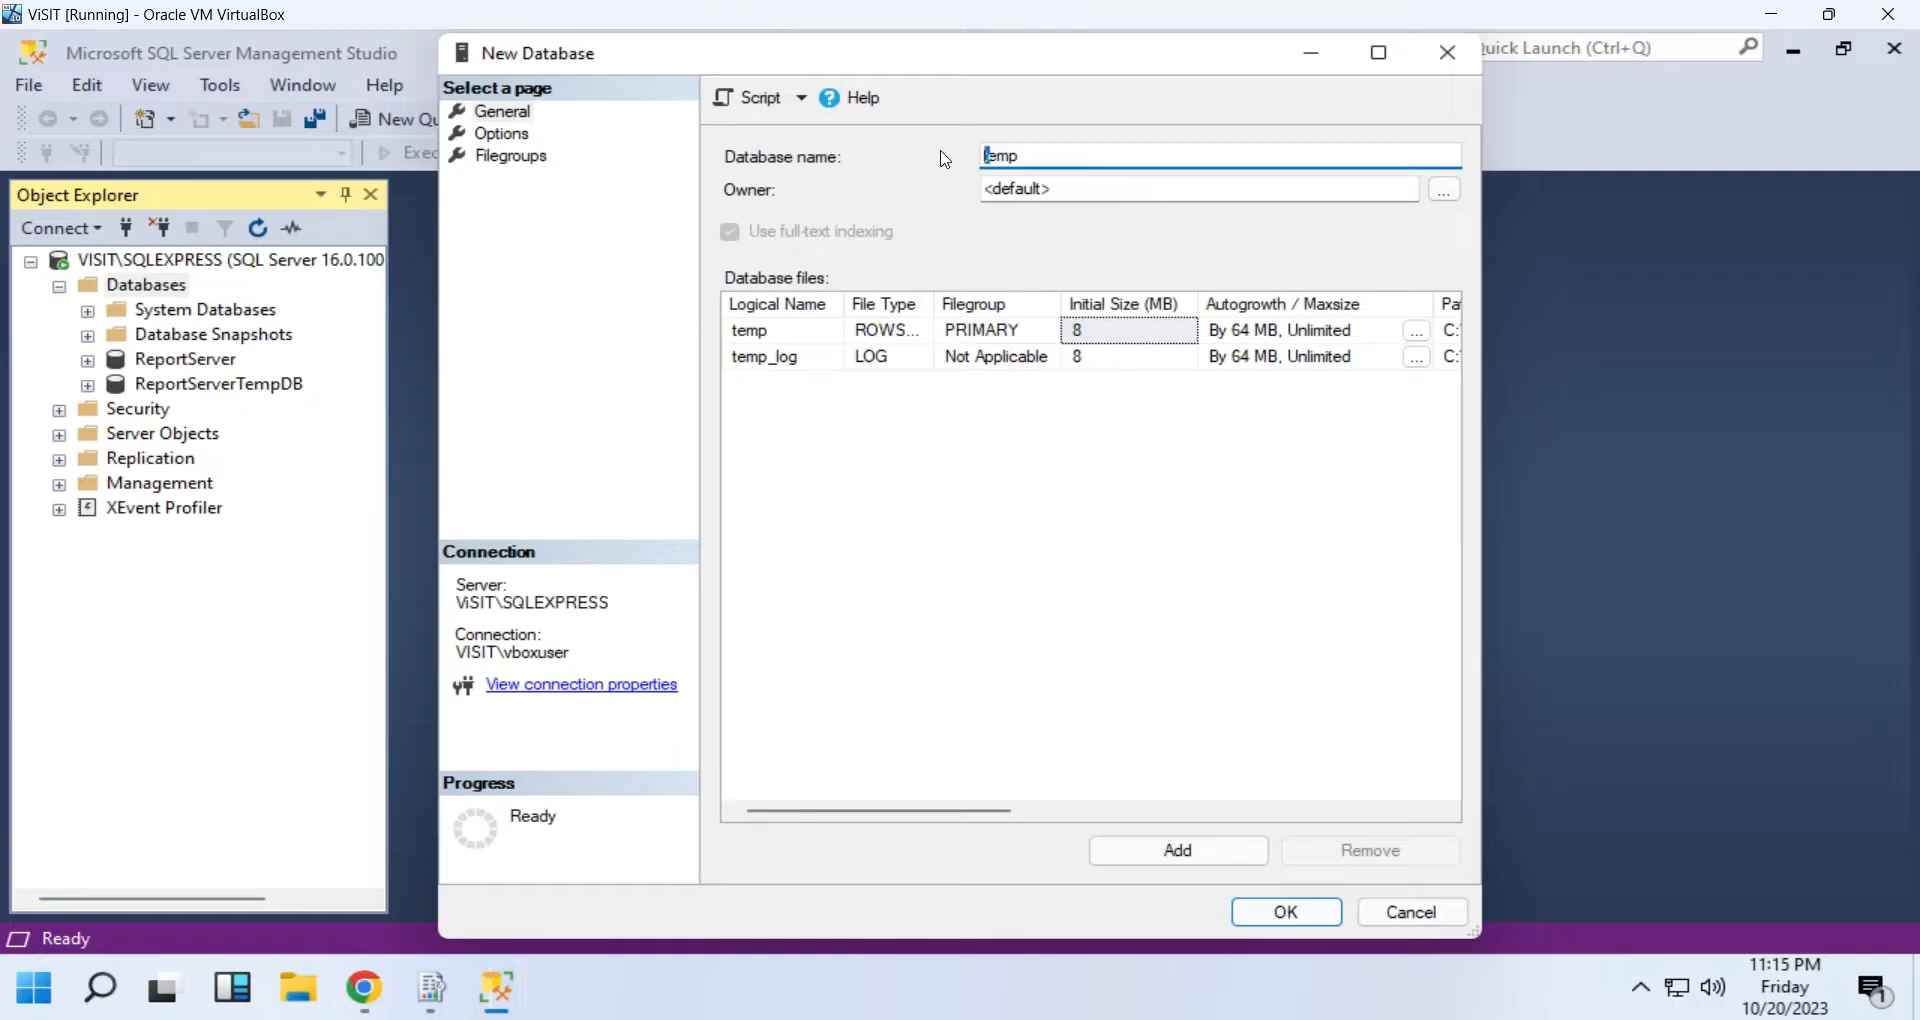 ViSIT [Running] - Oracle VM VirtualBox
Microsoft SQL Server Management Studio
New Database
Quick Launch (Ctrl+Q)
File Edit View Tools Window Help
Select a page
General
Options
Filegroups
Script
Help
New Qu
Exec
Database name: temp
Owner: <default>
...
Use full-text indexing
Object Explorer
Connect
VISIT\SQLEXPRESS (SQL Server 16.0.100
Databases
System Databases
Database Snapshots
ReportServer
ReportServerTempDB
Security
Server Objects
Replication
Management
XEvent Profiler
Database files:
Logical Name File Type Filegroup Initial Size (MB) Autogrowth / Maxsize Pa
temp ROWS... PRIMARY 8 By 64 MB, Unlimited ... C:
temp_log LOG Not Applicable 8 By 64 MB, Unlimited ... C:
Connection
Server:
ViSIT\SQLEXPRESS
Connection:
VISIT\vboxuser
View connection properties
Progress
Ready
Add Remove
OK Cancel
Ready
11:15 PM
Friday
10/20/2023
1